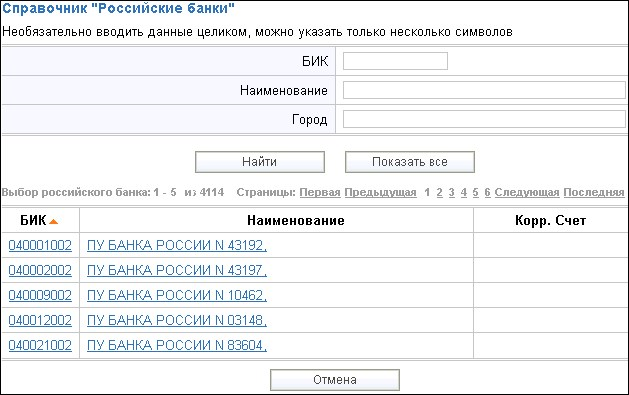 Справочник "Российские банки"
Необязательно вводить данные целиком, можно указать только несколько символов
БИК
Наименование
Город
Найти Показать все
Выбор российского банка: 1 - 5 из 4114 Страницы: Первая Предыдущая 1 2 3 4 5 6 Следующая Последняя
БИК Наименование Корр. Счет
040001002 ПУ БАНКА РОССИИ N 43192,
040002002 ПУ БАНКА РОССИИ N 43197,
040009002 ПУ БАНКА РОССИИ N 10462,
040012002 ПУ БАНКА РОССИИ N 03148,
040021002 ПУ БАНКА РОССИИ N 83604,
Отмена